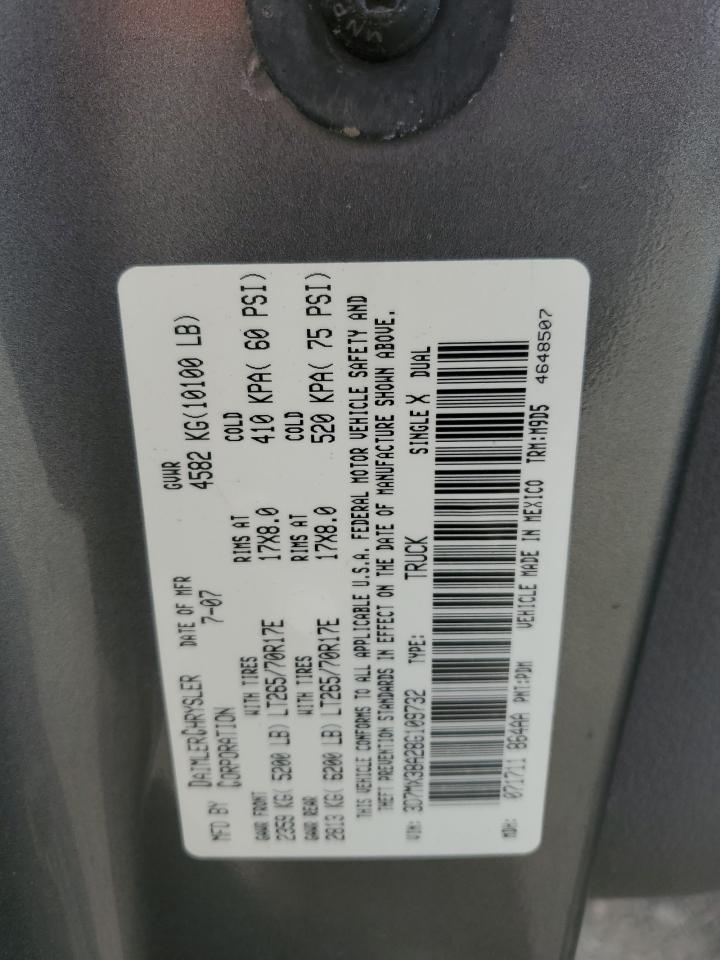 MFD BY DAIMLERCHRYSLER CORPORATION
DATE OF MFR 7-07
GVWR 4582 KG(10100 LB)
GAWR FRONT WITH TIRES RIMS AT COLD
2359 KG( 5200 LB) LT265/70R17E 17X8.0 410 KPA( 60 PSI)
GAWR REAR WITH TIRES RIMS AT COLD
2813 KG( 6200 LB) LT265/70R17E 17X8.0 520 KPA( 75 PSI)
THIS VEHICLE CONFORMS TO ALL APPLICABLE U.S.A. FEDERAL MOTOR VEHICLE SAFETY AND
THEFT PREVENTION STANDARDS IN EFFECT ON THE DATE OF MANUFACTURE SHOWN ABOVE.
VIN: 3D7MX38A28G109732 TYPE: TRUCK SINGLE X DUAL
MDH: 071711 864AA PNT:PDM VEHICLE MADE IN MEXICO TRM:M9D5 4648507